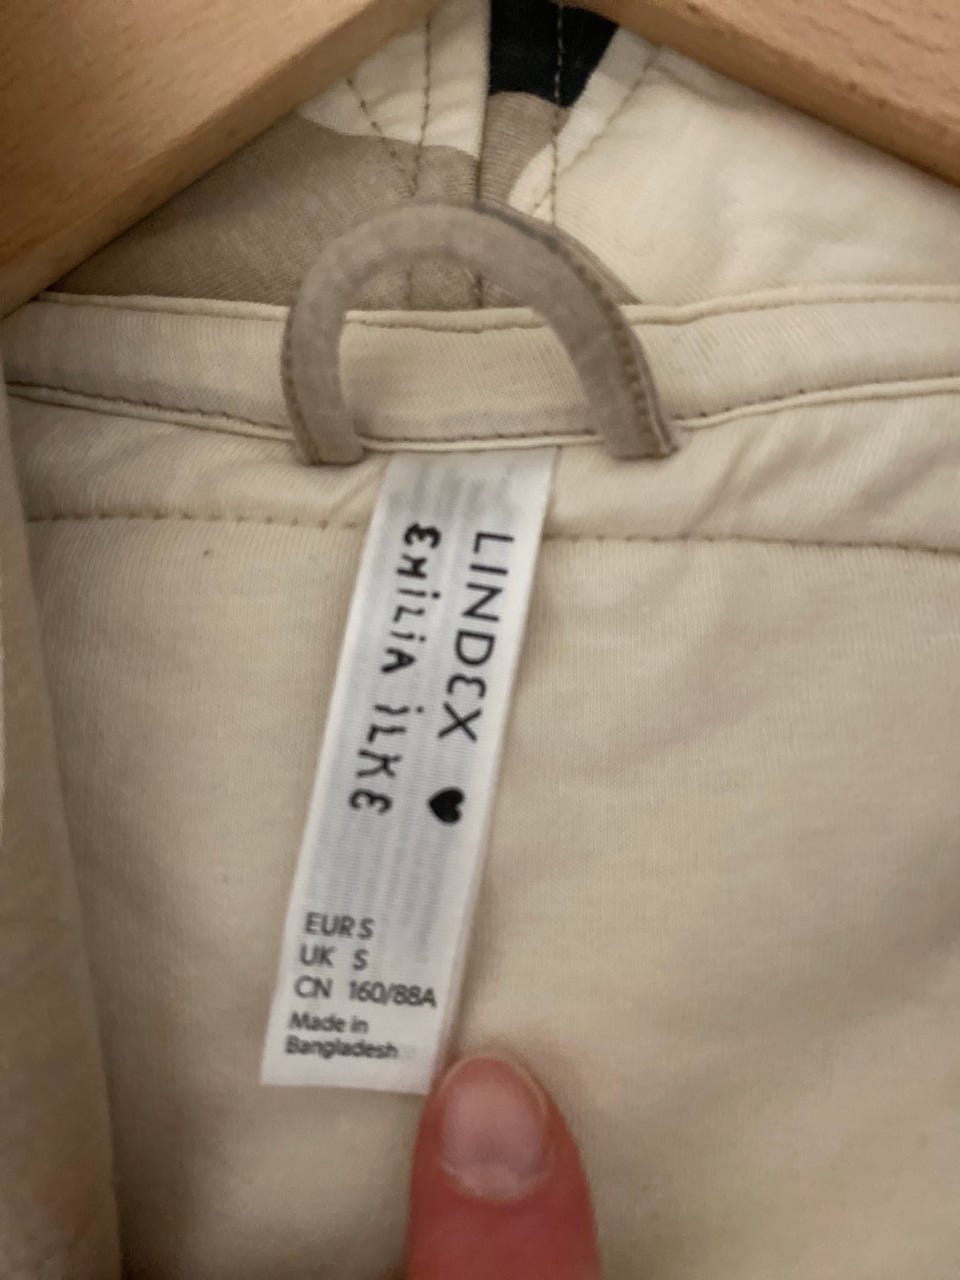 LINDEX ♥
EMiLiA iLKE
EUR S
UK S
CN 160/88A
Made in
Bangladesh